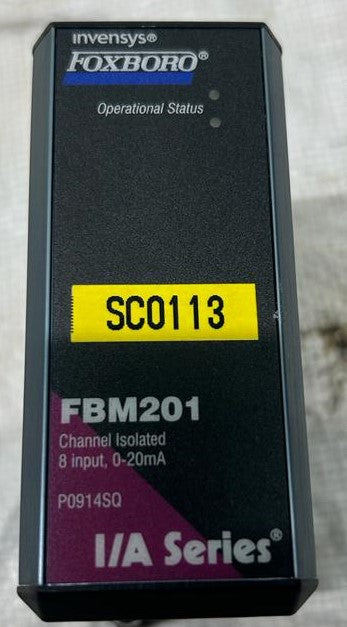 invensys®
FOXBORO®
Operational Status
SC0113
FBM201
Channel Isolated
8 input, 0-20mA
P0914SQ
I/A Series®